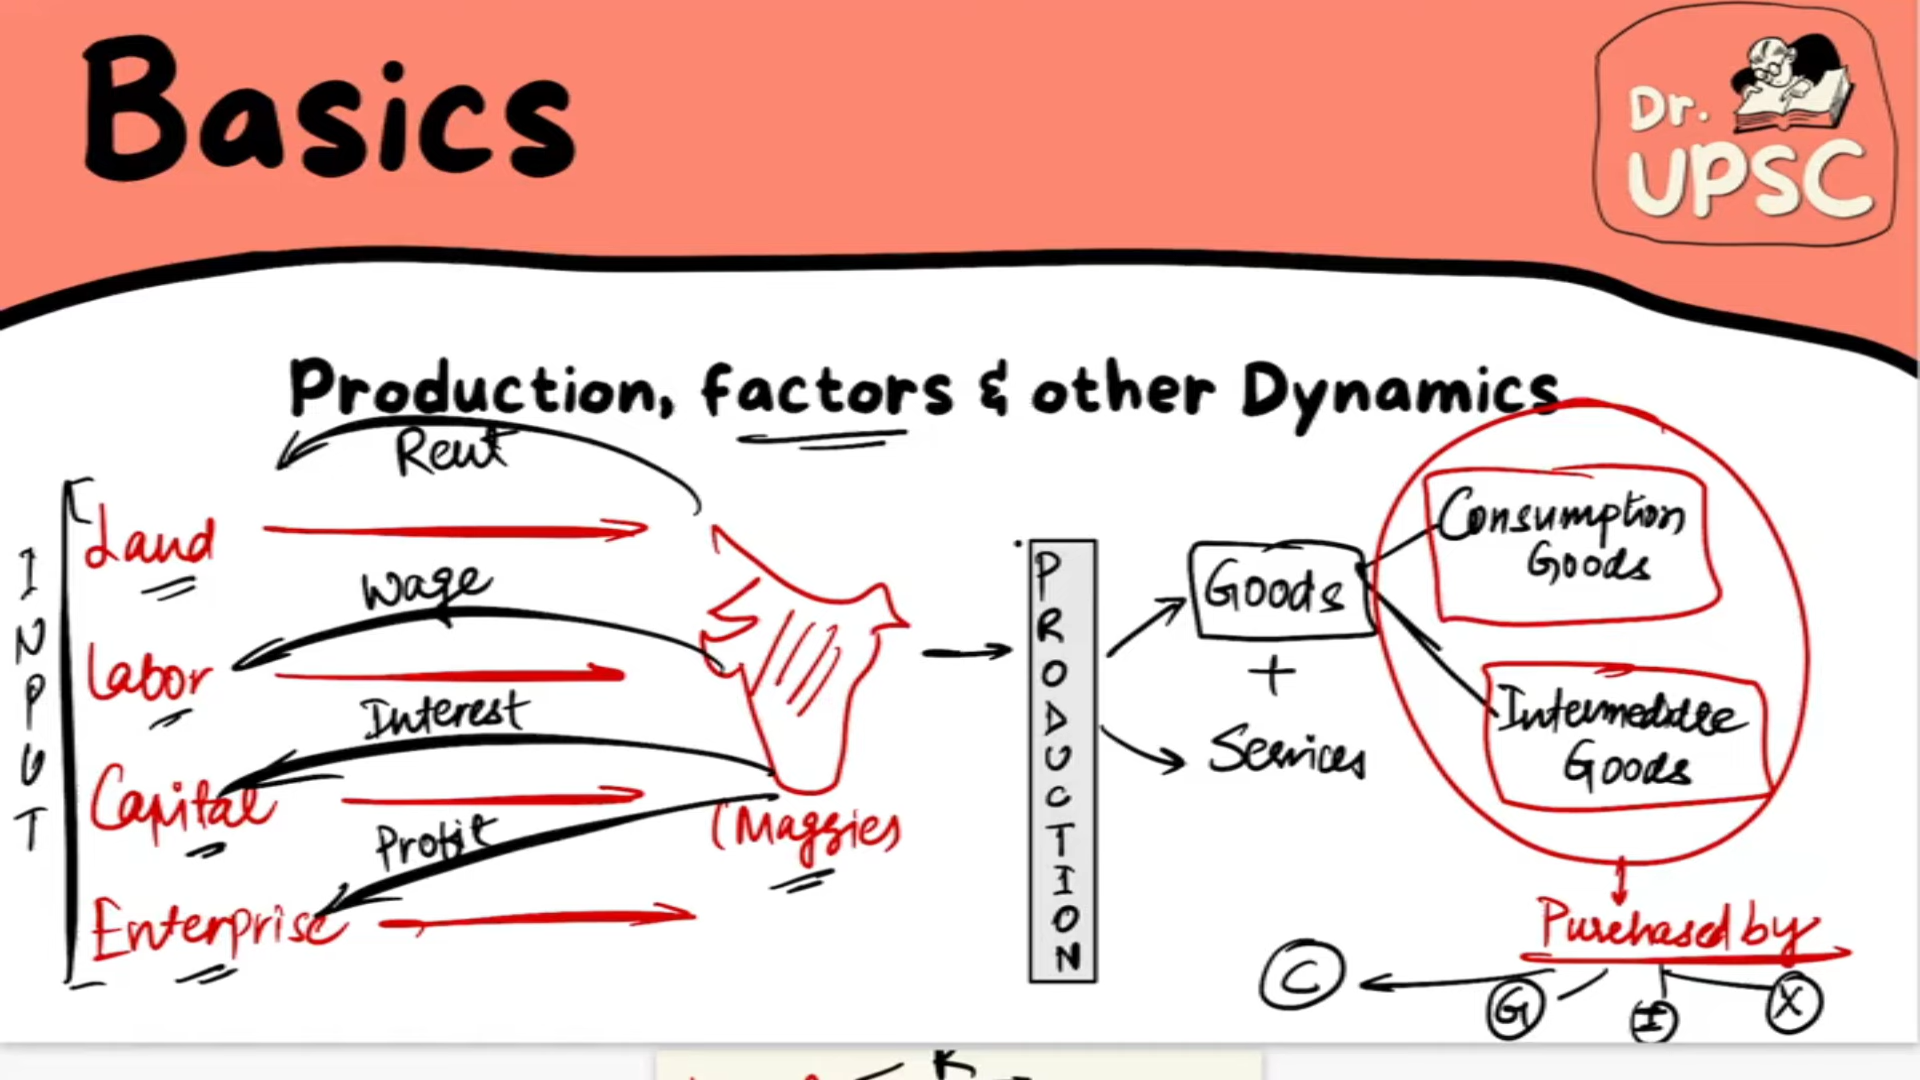 Basics
Dr.
UPSC
Production, factors & other Dynamics
Rent
Land
Wage
Labor
Interest
Capital
Profit
Enterprise
INPUT
(Maggies)
PRODUCTION
Goods
+
Services
Consumption
Goods
Intermediate
Goods
Purchased by
C
G
I
X